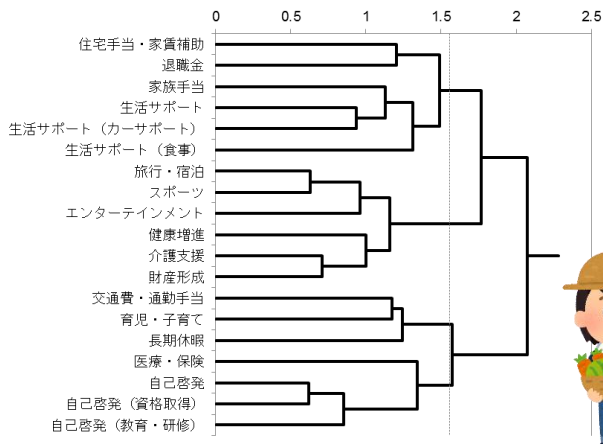 0 0.5 1 1.5 2 2.5
住宅手当・家賃補助
退職金
家族手当
生活サポート
生活サポート（カーサポート）
生活サポート（食事）
旅行・宿泊
スポーツ
エンターテインメント
健康増進
介護支援
財産形成
交通費・通勤手当
育児・子育て
長期休暇
医療・保険
自己啓発
自己啓発（資格取得）
自己啓発（教育・研修）